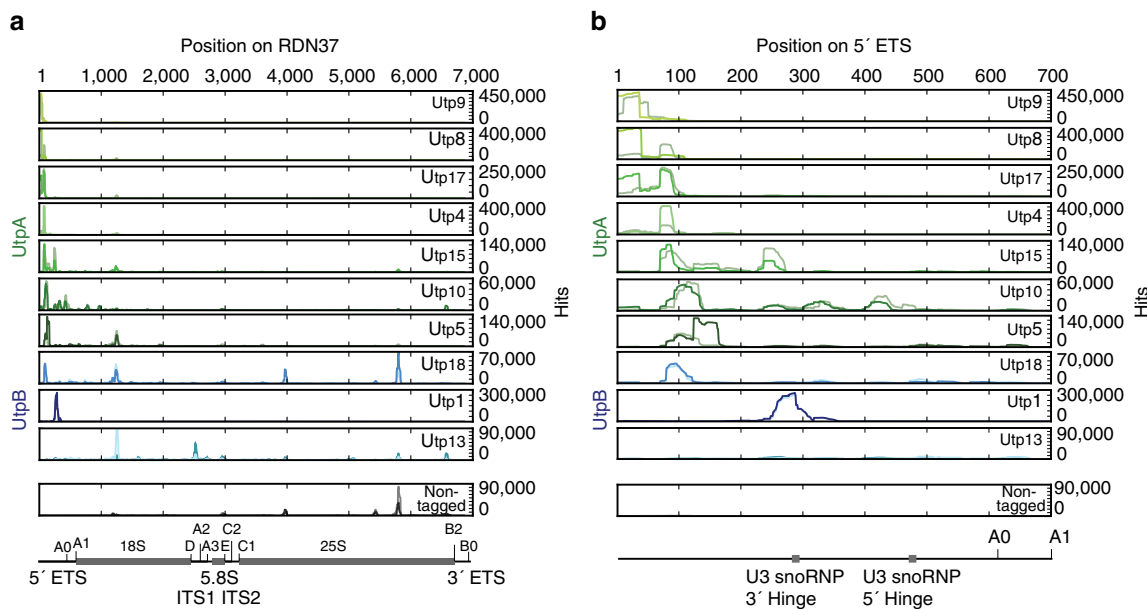 a
Position on RDN37
1 1,000 2,000 3,000 4,000 5,000 6,000 7,000
Utp9 450,000 0
Utp8 400,000 0
Utp17 250,000 0
Utp4 400,000 0
Utp15 140,000 0
Utp10 60,000 0
Utp5 140,000 0
Utp18 70,000 0
Utp1 300,000 0
Utp13 90,000 0
Non-tagged 90,000 0
UtpA
UtpB
Hits
A2 C2 B2
A0 A1 18S D A3 E C1 25S B0
5´ ETS 5.8S 3´ ETS
ITS1 ITS2
b
Position on 5´ ETS
1 100 200 300 400 500 600 700
Utp9 450,000 0
Utp8 400,000 0
Utp17 250,000 0
Utp4 400,000 0
Utp15 140,000 0
Utp10 60,000 0
Utp5 140,000 0
Utp18 70,000 0
Utp1 300,000 0
Utp13 90,000 0
Non-tagged 90,000 0
UtpA
UtpB
Hits
A0 A1
U3 snoRNP U3 snoRNP
3´ Hinge 5´ Hinge